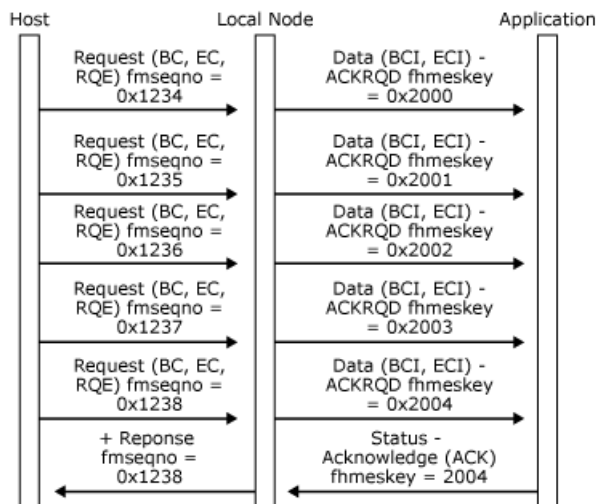 Host
Local Node
Application
Request (BC, EC,
RQE) fmseqno =
0x1234
Data (BCI, ECI) -
ACKRQD fhmeskey
= 0x2000
Request (BC, EC,
RQE) fmseqno =
0x1235
Data (BCI, ECI) -
ACKRQD fhmeskey
= 0x2001
Request (BC, EC,
RQE) fmseqno =
0x1236
Data (BCI, ECI) -
ACKRQD fhmeskey
= 0x2002
Request (BC, EC,
RQE) fmseqno =
0x1237
Data (BCI, ECI) -
ACKRQD fhmeskey
= 0x2003
Request (BC, EC,
RQE) fmseqno =
0x1238
Data (BCI, ECI) -
ACKRQD fhmeskey
= 0x2004
+ Reponse
fmseqno =
0x1238
Status -
Acknowledge (ACK)
fhmeskey = 2004